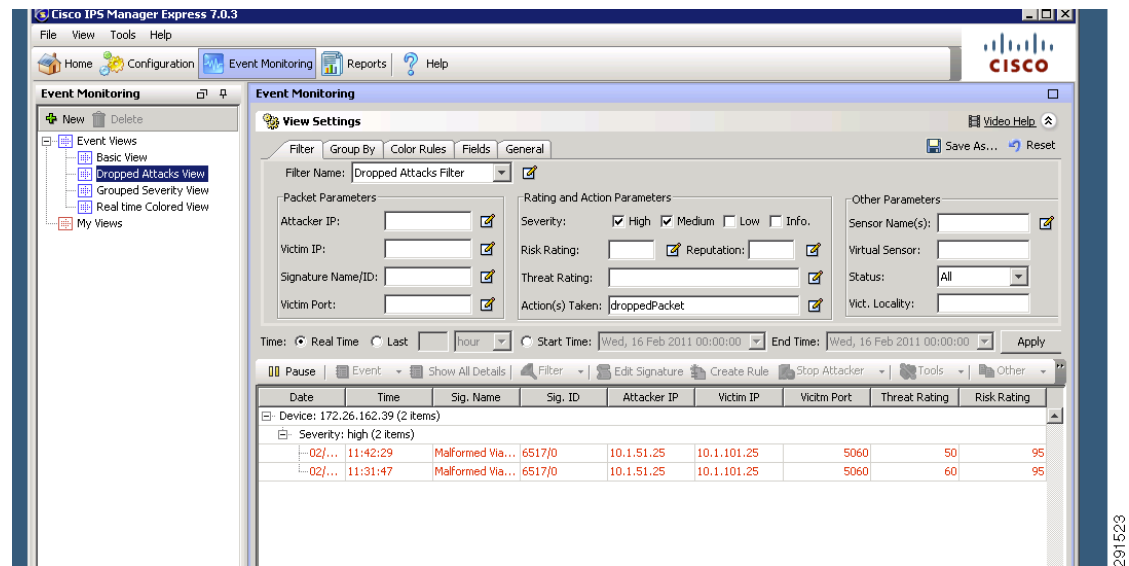 Cisco IPS Manager Express 7.0.3
File View Tools Help
Home Configuration Event Monitoring Reports Help
CISCO
Event Monitoring
New Delete
Event Views
Basic View
Dropped Attacks View
Grouped Severity View
Real time Colored View
My Views
Event Monitoring
View Settings Video Help
Filter Group By Color Rules Fields General Save As... Reset
Filter Name: Dropped Attacks Filter
Packet Parameters
Attacker IP:
Victim IP:
Signature Name/ID:
Victim Port:
Rating and Action Parameters
Severity: High Medium Low Info.
Risk Rating: Reputation:
Threat Rating:
Action(s) Taken: droppedPacket
Other Parameters
Sensor Name(s):
Virtual Sensor:
Status: All
Vict. Locality:
Time: Real Time Last hour Start Time: Wed, 16 Feb 2011 00:00:00 End Time: Wed, 16 Feb 2011 00:00:00 Apply
Pause Event Show All Details Filter Edit Signature Create Rule Stop Attacker Tools Other
Date Time Sig. Name Sig. ID Attacker IP Victim IP Vicitm Port Threat Rating Risk Rating
Device: 172.26.162.39 (2 items)
Severity: high (2 items)
02/... 11:42:29 Malformed Via... 6517/0 10.1.51.25 10.1.101.25 5060 50 95
02/... 11:31:47 Malformed Via... 6517/0 10.1.51.25 10.1.101.25 5060 60 95
291523